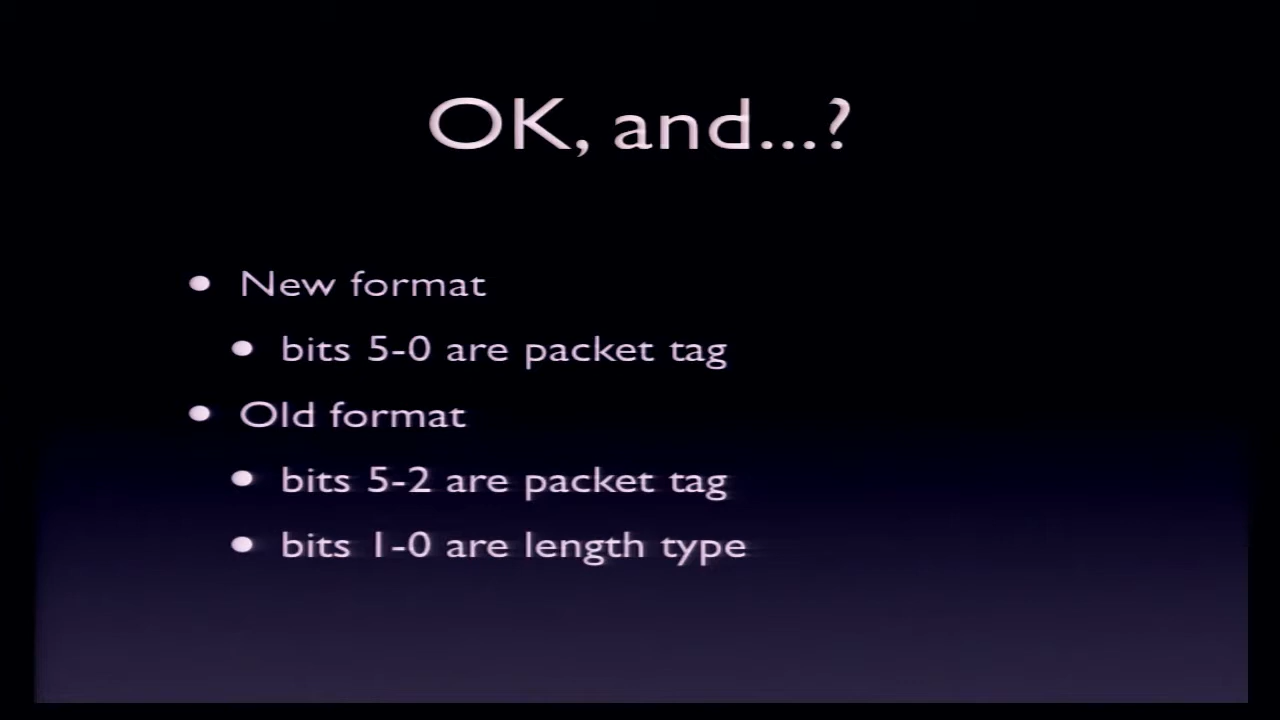 OK, and...?
New format
bits 5-0 are packet tag
Old format
bits 5-2 are packet tag
bits 1-0 are length type